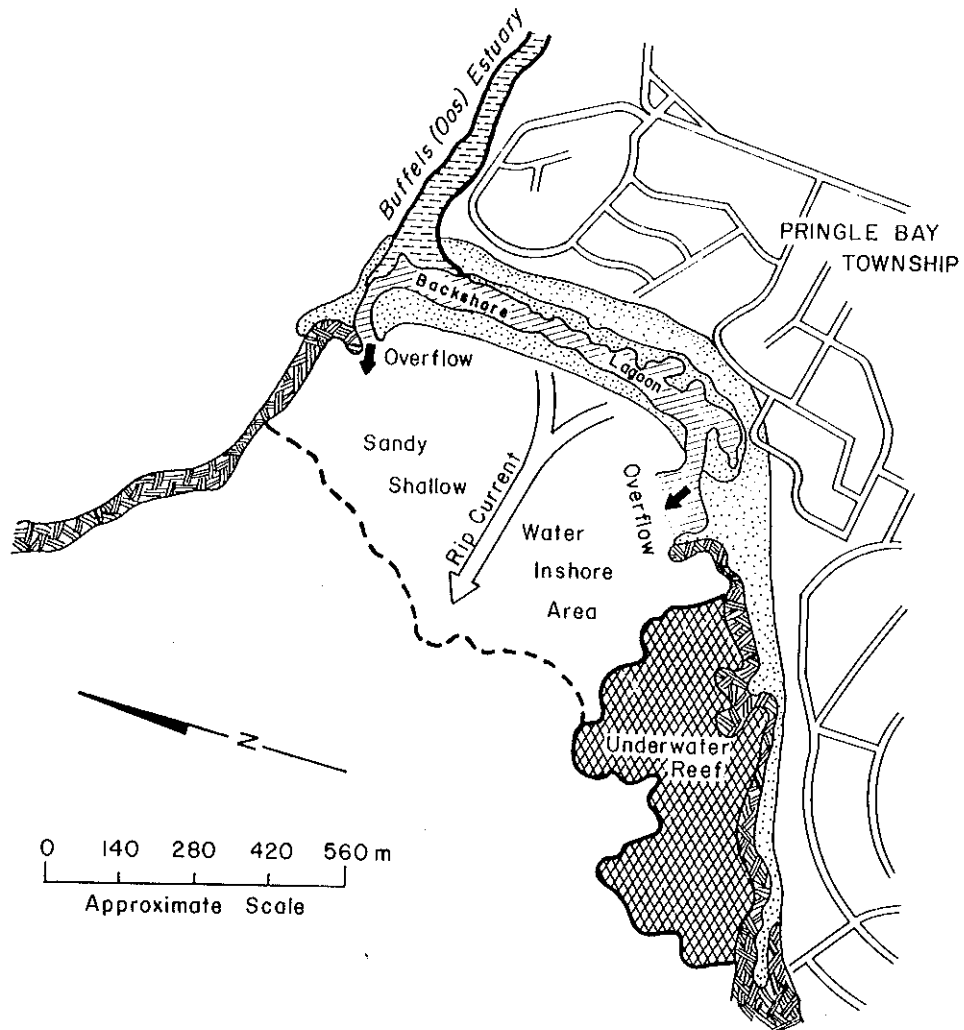 Buffels (Oos) Estuary
PRINGLE BAY
TOWNSHIP
Backshore
Lagoon
Overflow
Sandy
Shallow
Rip Current
Water
Inshore
Area
Overflow
Underwater
Reef
N
0 140 280 420 560 m
Approximate Scale